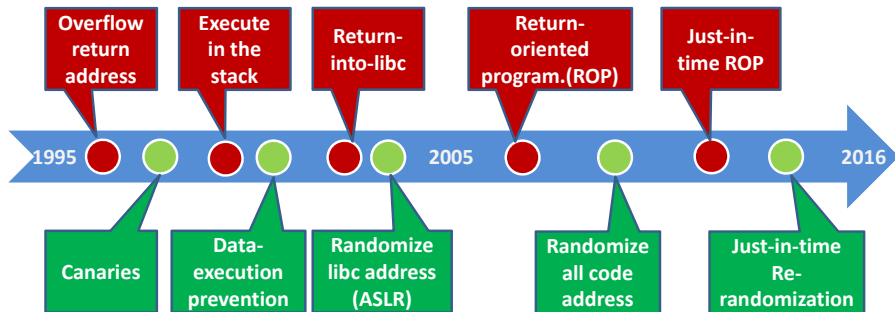 Overflow
return
address
Execute
in the
stack
Return-
into-libc
Return-
oriented
program.(ROP)
Just-in-
time ROP
1995
2005
2016
Canaries
Data-
execution
prevention
Randomize
libc address
(ASLR)
Randomize
all code
address
Just-in-time
Re-
randomization